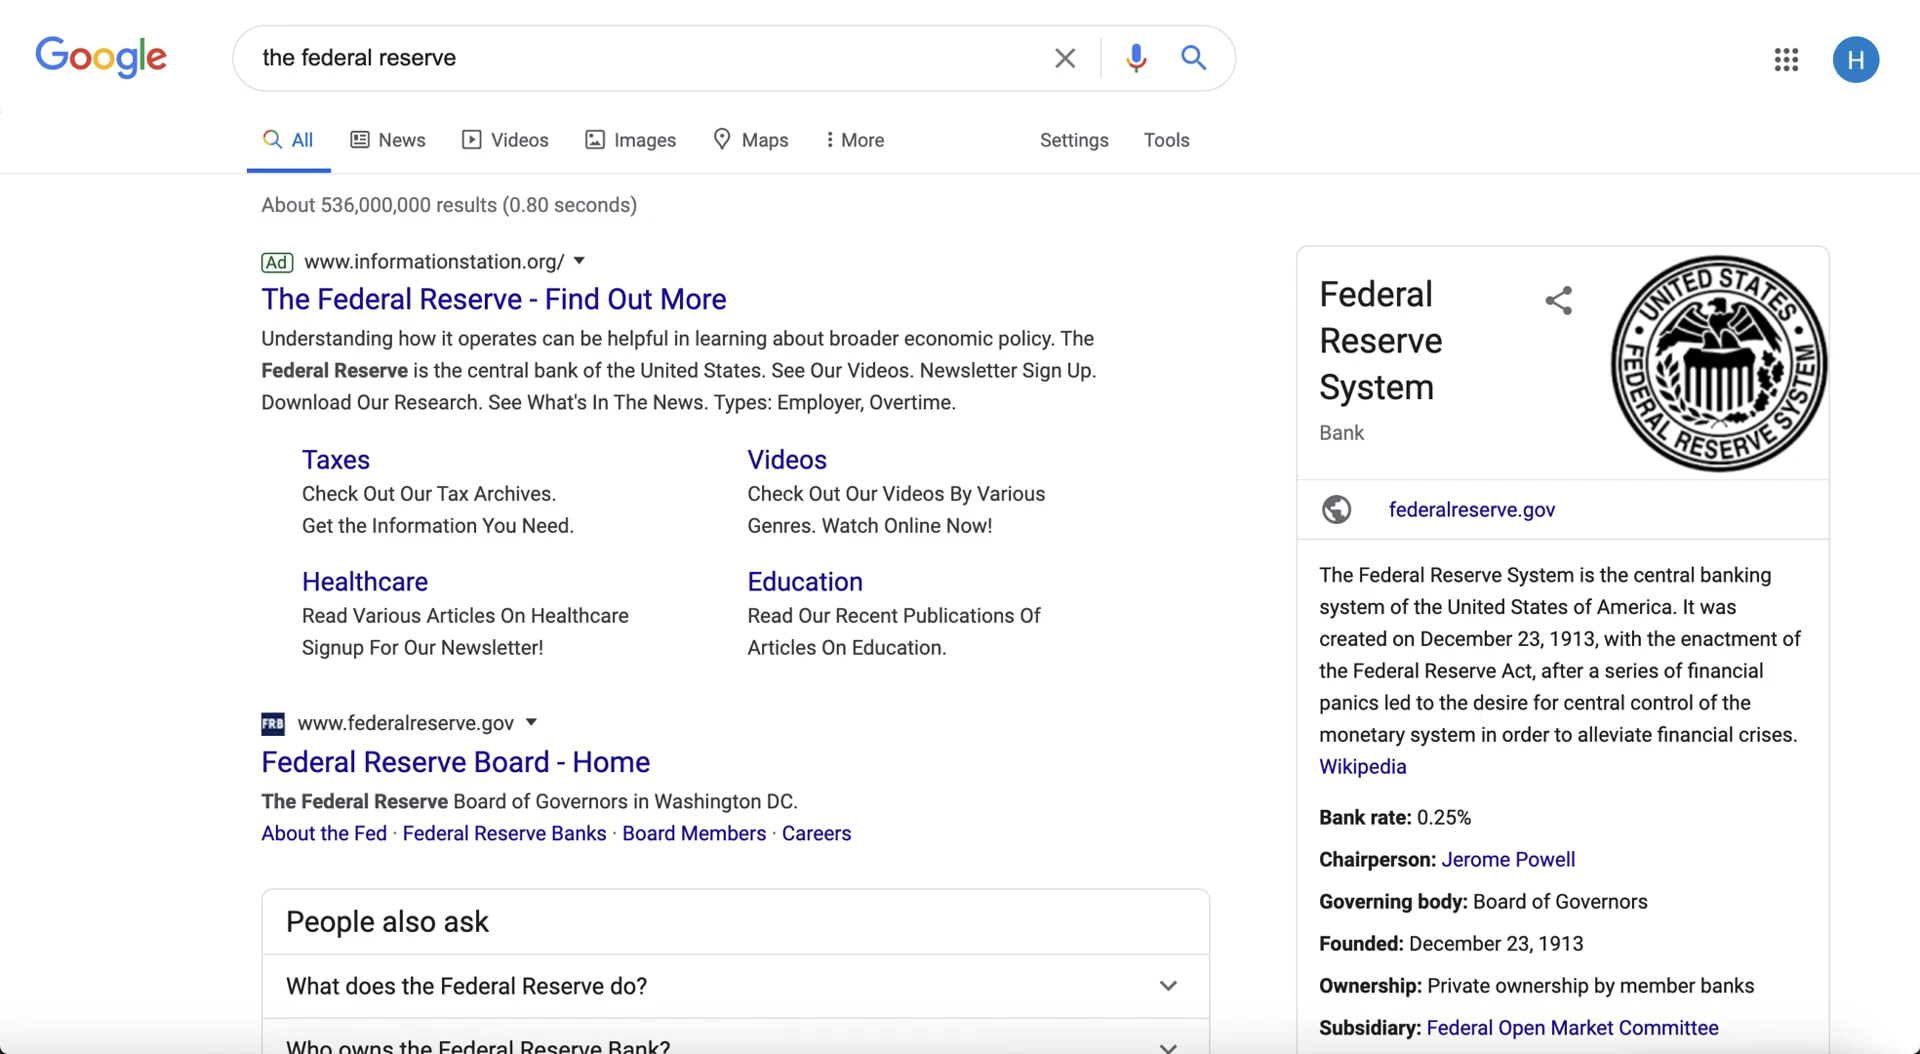 Google
the federal reserve
H
All
News
Videos
Images
Maps
More
Settings
Tools
About 536,000,000 results (0.80 seconds)
Ad www.informationstation.org/
The Federal Reserve - Find Out More
Understanding how it operates can be helpful in learning about broader economic policy. The
Federal Reserve is the central bank of the United States. See Our Videos. Newsletter Sign Up.
Download Our Research. See What's In The News. Types: Employer, Overtime.
Taxes
Check Out Our Tax Archives.
Get the Information You Need.
Videos
Check Out Our Videos By Various
Genres. Watch Online Now!
Healthcare
Read Various Articles On Healthcare
Signup For Our Newsletter!
Education
Read Our Recent Publications Of
Articles On Education.
FRB www.federalreserve.gov
Federal Reserve Board - Home
The Federal Reserve Board of Governors in Washington DC.
About the Fed · Federal Reserve Banks · Board Members · Careers
People also ask
What does the Federal Reserve do?
Who owns the Federal Reserve Bank?
Federal
Reserve
System
Bank
UNITED STATES
FEDERAL RESERVE SYSTEM
federalreserve.gov
The Federal Reserve System is the central banking
system of the United States of America. It was
created on December 23, 1913, with the enactment of
the Federal Reserve Act, after a series of financial
panics led to the desire for central control of the
monetary system in order to alleviate financial crises.
Wikipedia
Bank rate: 0.25%
Chairperson: Jerome Powell
Governing body: Board of Governors
Founded: December 23, 1913
Ownership: Private ownership by member banks
Subsidiary: Federal Open Market Committee